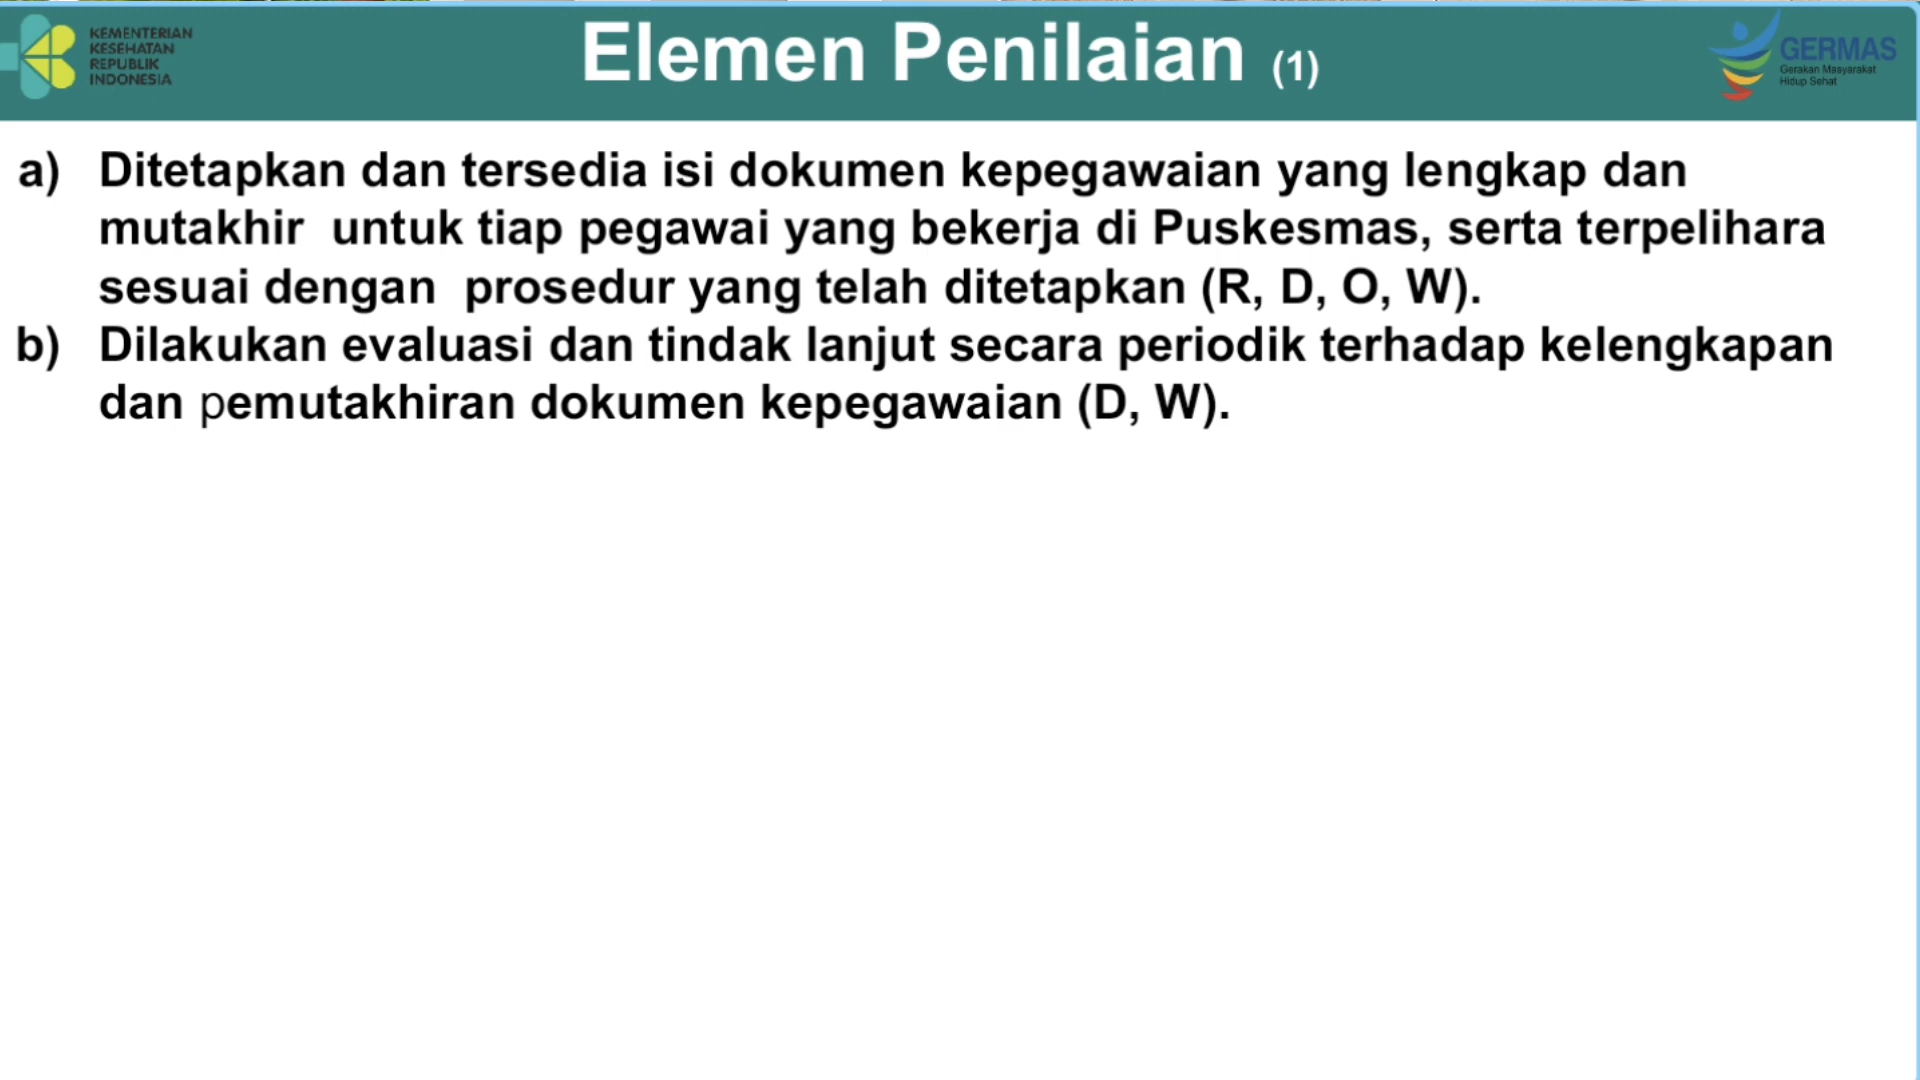 KEMENTERIAN
KESEHATAN
REPUBLIK
INDONESIA
Elemen Penilaian (1)
GERMAS
Gerakan Masyarakat
Hidup Sehat
a) Ditetapkan dan tersedia isi dokumen kepegawaian yang lengkap dan
mutakhir untuk tiap pegawai yang bekerja di Puskesmas, serta terpelihara
sesuai dengan prosedur yang telah ditetapkan (R, D, O, W).
b) Dilakukan evaluasi dan tindak lanjut secara periodik terhadap kelengkapan
dan pemutakhiran dokumen kepegawaian (D, W).